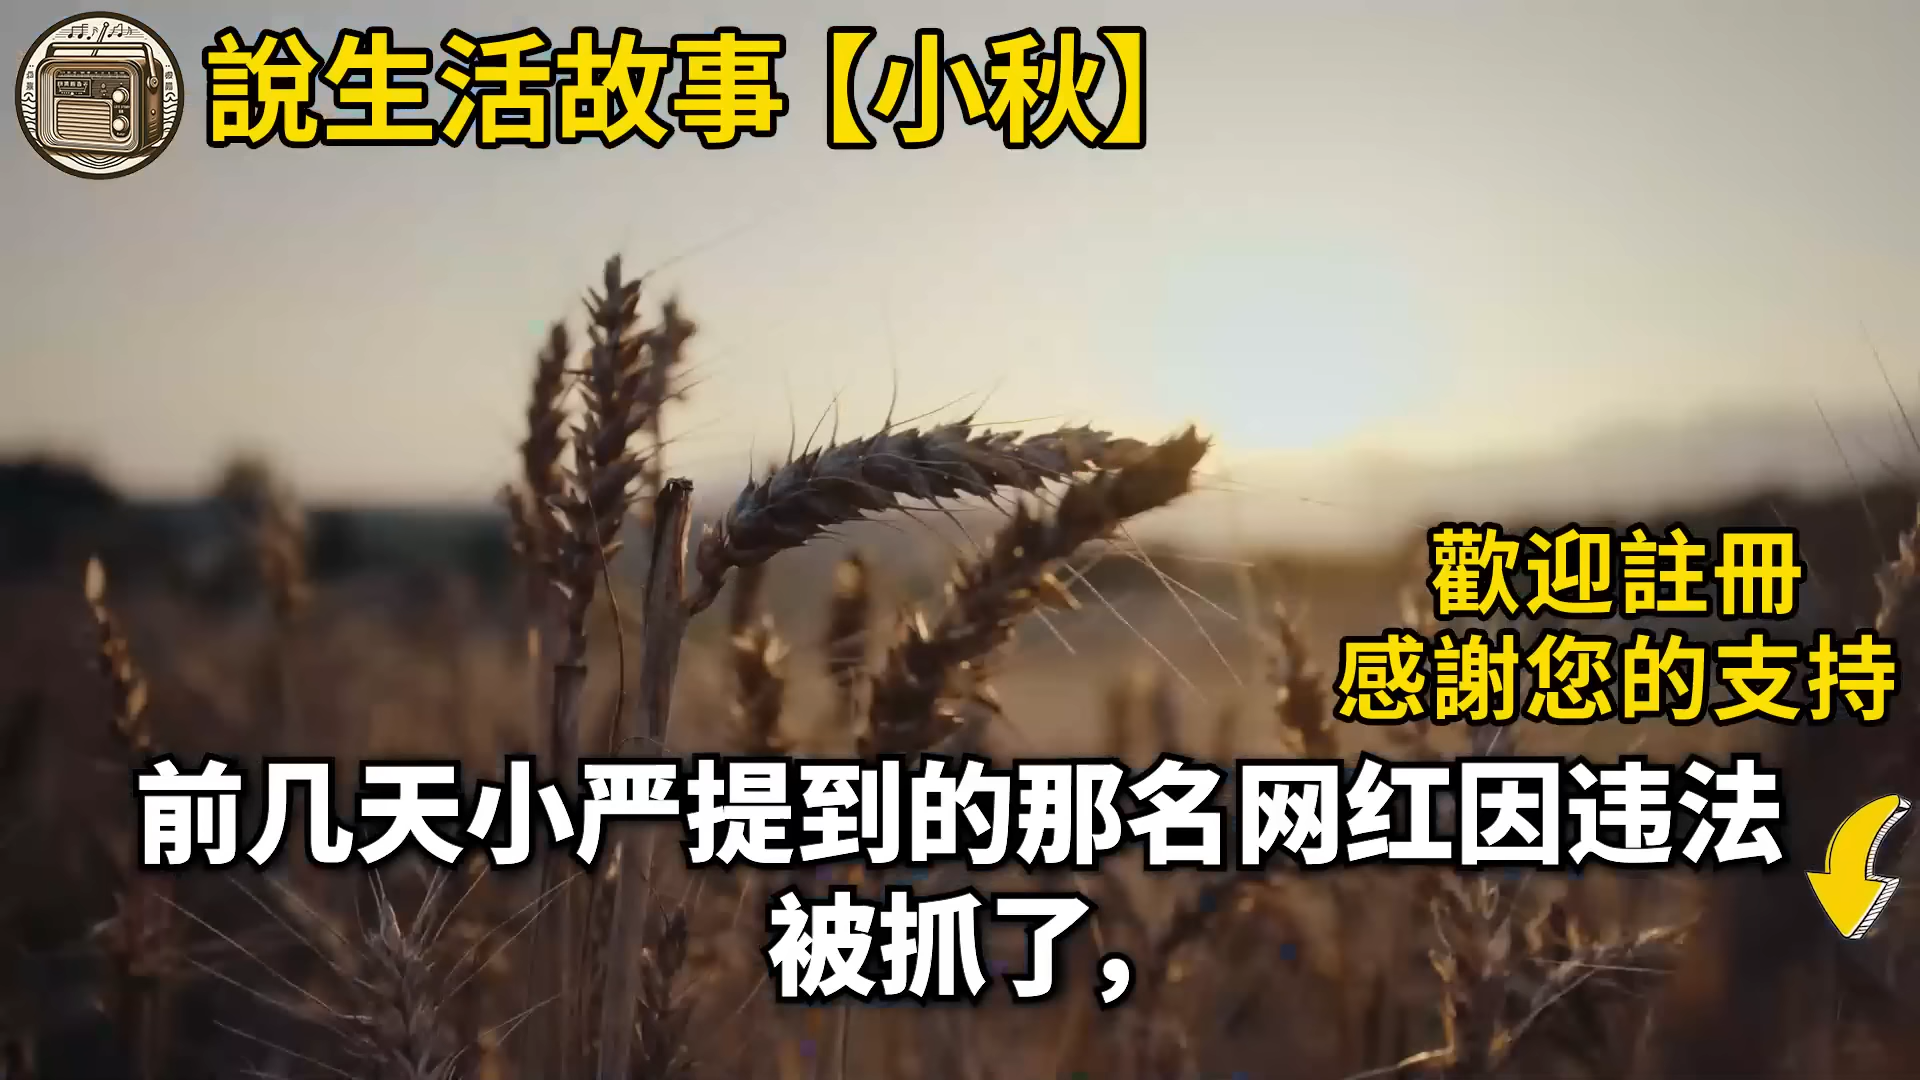 說生活故事【小秋】
歡迎註冊
感謝您的支持
前几天小严提到的那名网红因违法
被抓了，